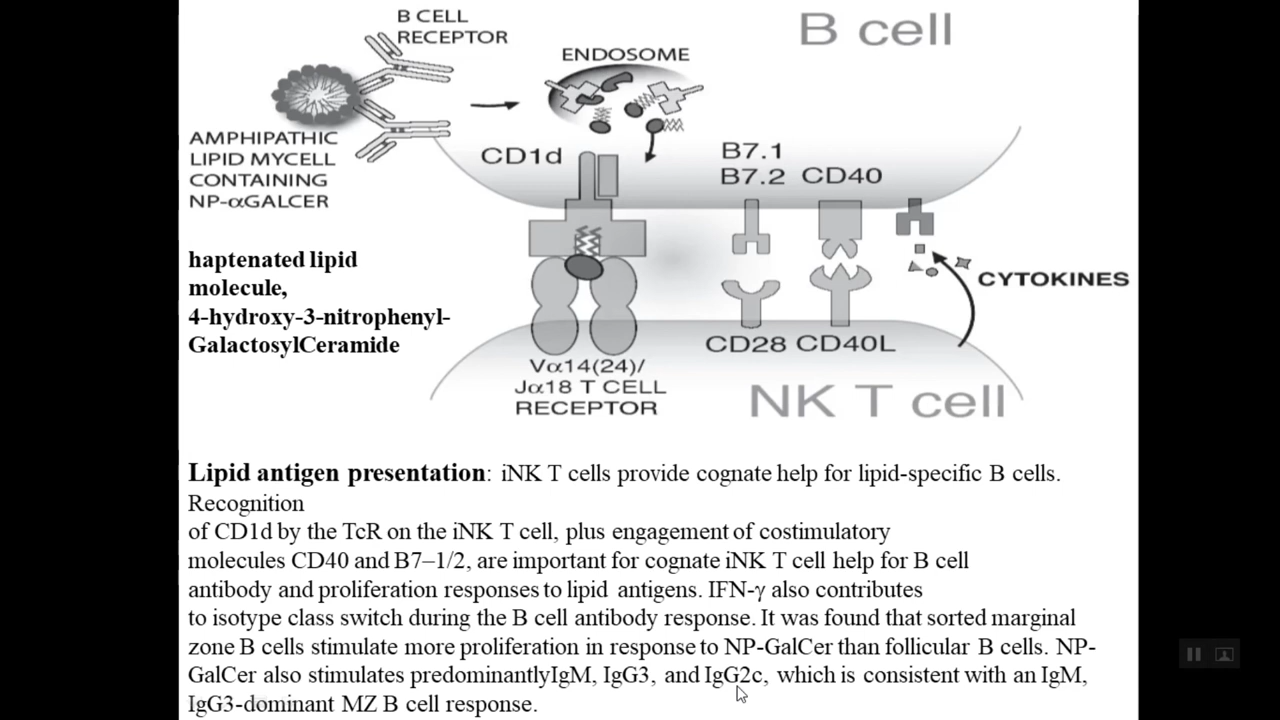 B cell
B CELL
RECEPTOR
ENDOSOME
AMPHIPATHIC
LIPID MYCELL
CONTAINING
NP-αGALCER
CD1d
B7.1
B7.2 CD40
haptenated lipid
molecule,
4-hydroxy-3-nitrophenyl-
GalactosylCeramide
CYTOKINES
CD28 CD40L
Vα14(24)/
Jα18 T CELL
RECEPTOR
NK T cell
Lipid antigen presentation: iNK T cells provide cognate help for lipid-specific B cells.
Recognition
of CD1d by the TcR on the iNK T cell, plus engagement of costimulatory
molecules CD40 and B7–1/2, are important for cognate iNK T cell help for B cell
antibody and proliferation responses to lipid antigens. IFN-γ also contributes
to isotype class switch during the B cell antibody response. It was found that sorted marginal
zone B cells stimulate more proliferation in response to NP-GalCer than follicular B cells. NP-
GalCer also stimulates predominantlyIgM, IgG3, and IgG2c, which is consistent with an IgM,
IgG3-dominant MZ B cell response.